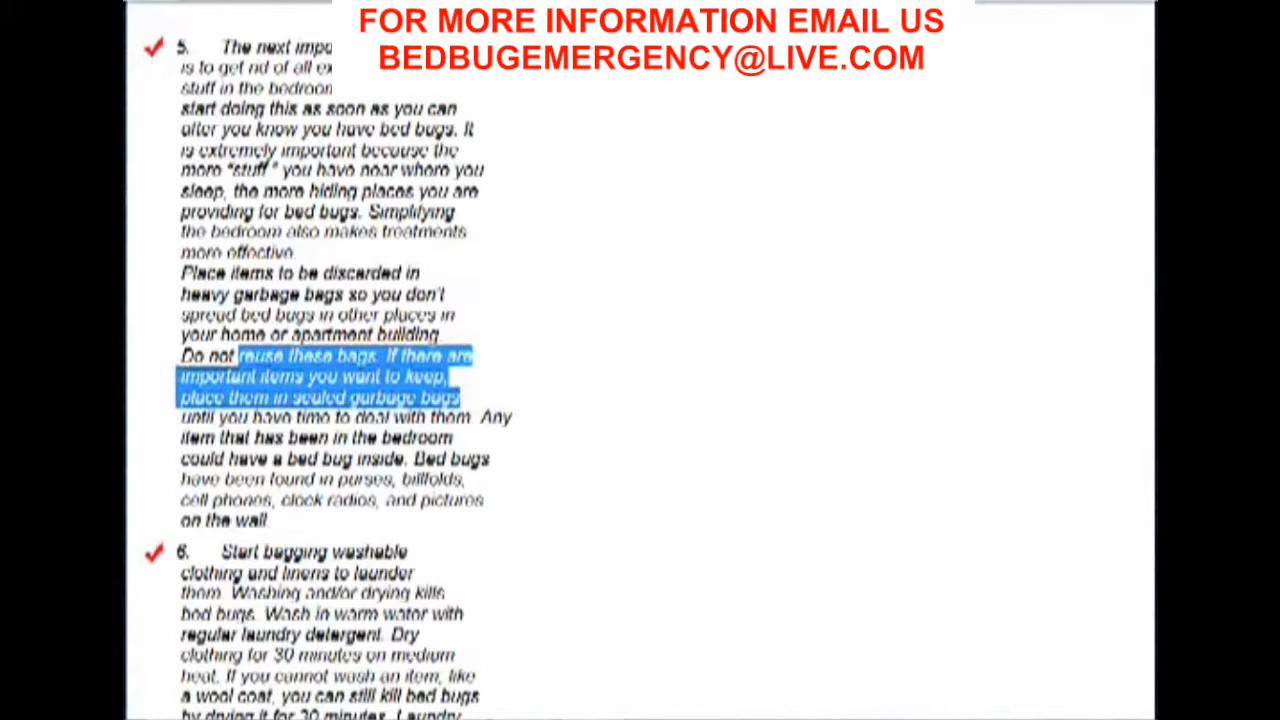 FOR MORE INFORMATION EMAIL US
BEDBUGEMERGENCY@LIVE.COM
5. The next impo
is to get rid of all ex
stuff in the bedroom
start doing this as soon as you can
after you know you have bed bugs. It
is extremely important because the
more "stuff" you have near where you
sleep, the more hiding places you are
providing for bed bugs. Simplifying
the bedroom also makes treatments
more effective.
Place items to be discarded in
heavy garbage bags so you don't
spread bed bugs in other places in
your home or apartment building.
Do not reuse these bags. If there are
important items you want to keep,
place them in sealed garbage bags
until you have time to deal with them. Any
item that has been in the bedroom
could have a bed bug inside. Bed bugs
have been found in purses, billfolds,
cell phones, clock radios, and pictures
on the wall.
6. Start bagging washable
clothing and linens to launder
them. Washing and/or drying kills
bed bugs. Wash in warm water with
regular laundry detergent. Dry
clothing for 30 minutes on medium
heat. If you cannot wash an item, like
a wool coat, you can still kill bed bugs
by drying it for 30 minutes. Laundry